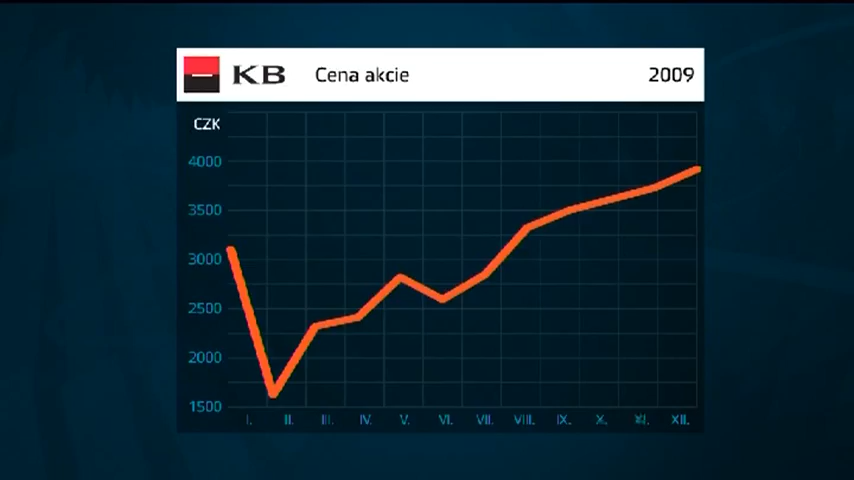 KB Cena akcie 2009
CZK
4000
3500
3000
2500
2000
1500
I. II. III. IV. V. VI. VII. VIII. IX. X. XI. XII.